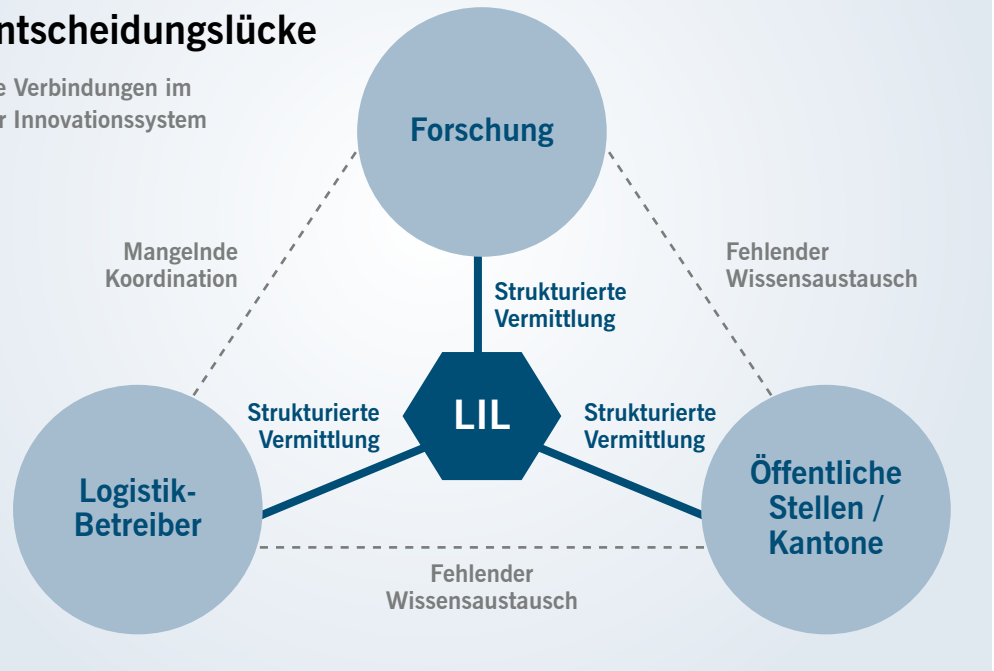 ntscheidungslücke
e Verbindungen im
r Innovationssystem
Forschung
Mangelnde
Koordination
Fehlender
Wissensaustausch
Strukturierte
Vermittlung
Strukturierte
Vermittlung
LIL
Strukturierte
Vermittlung
Logistik-
Betreiber
Öffentliche
Stellen /
Kantone
Fehlender
Wissensaustausch